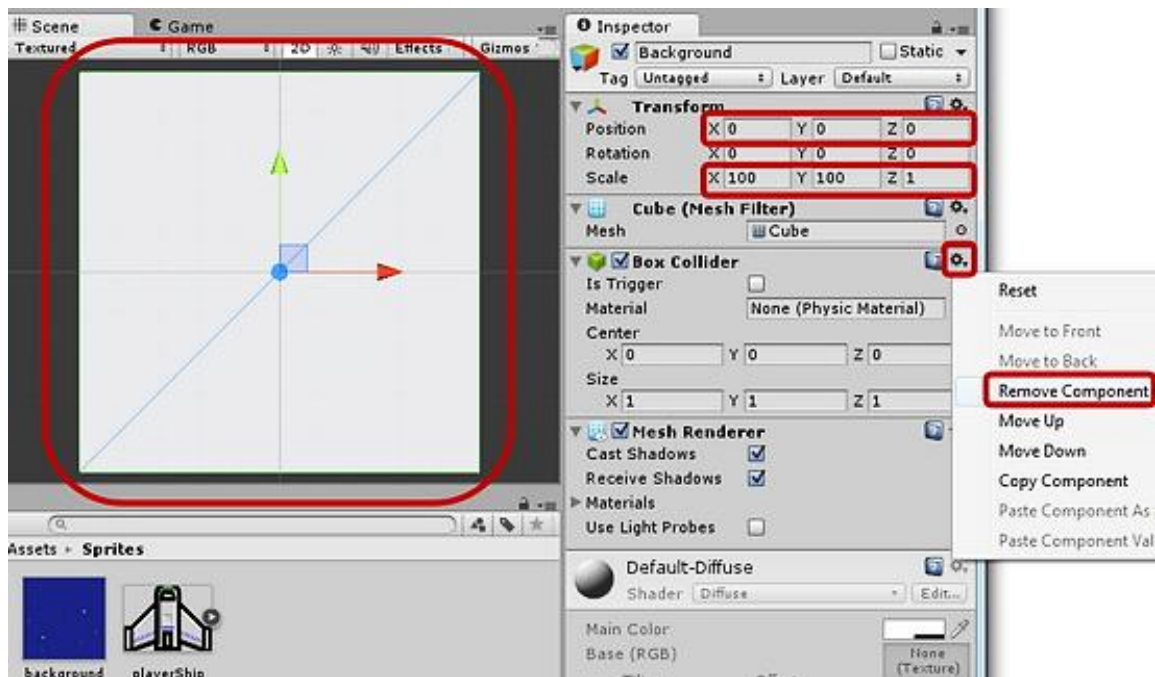 Scene
Game
Textured
RGB
2D
Effects
Gizmos
Assets
Sprites
background
playerShip
Inspector
Background
Static
Tag Untagged Layer Default
Transform
Position X 0 Y 0 Z 0
Rotation X 0 Y 0 Z 0
Scale X 100 Y 100 Z 1
Cube (Mesh Filter)
Mesh Cube
Box Collider
Is Trigger
Material None (Physic Material)
Center
X 0 Y 0 Z 0
Size
X 1 Y 1 Z 1
Mesh Renderer
Cast Shadows
Receive Shadows
Materials
Use Light Probes
Default-Diffuse
Shader Diffuse Edit...
Main Color
Base (RGB)
None
(Texture)
Reset
Move to Front
Move to Back
Remove Component
Move Up
Move Down
Copy Component
Paste Component As
Paste Component Val